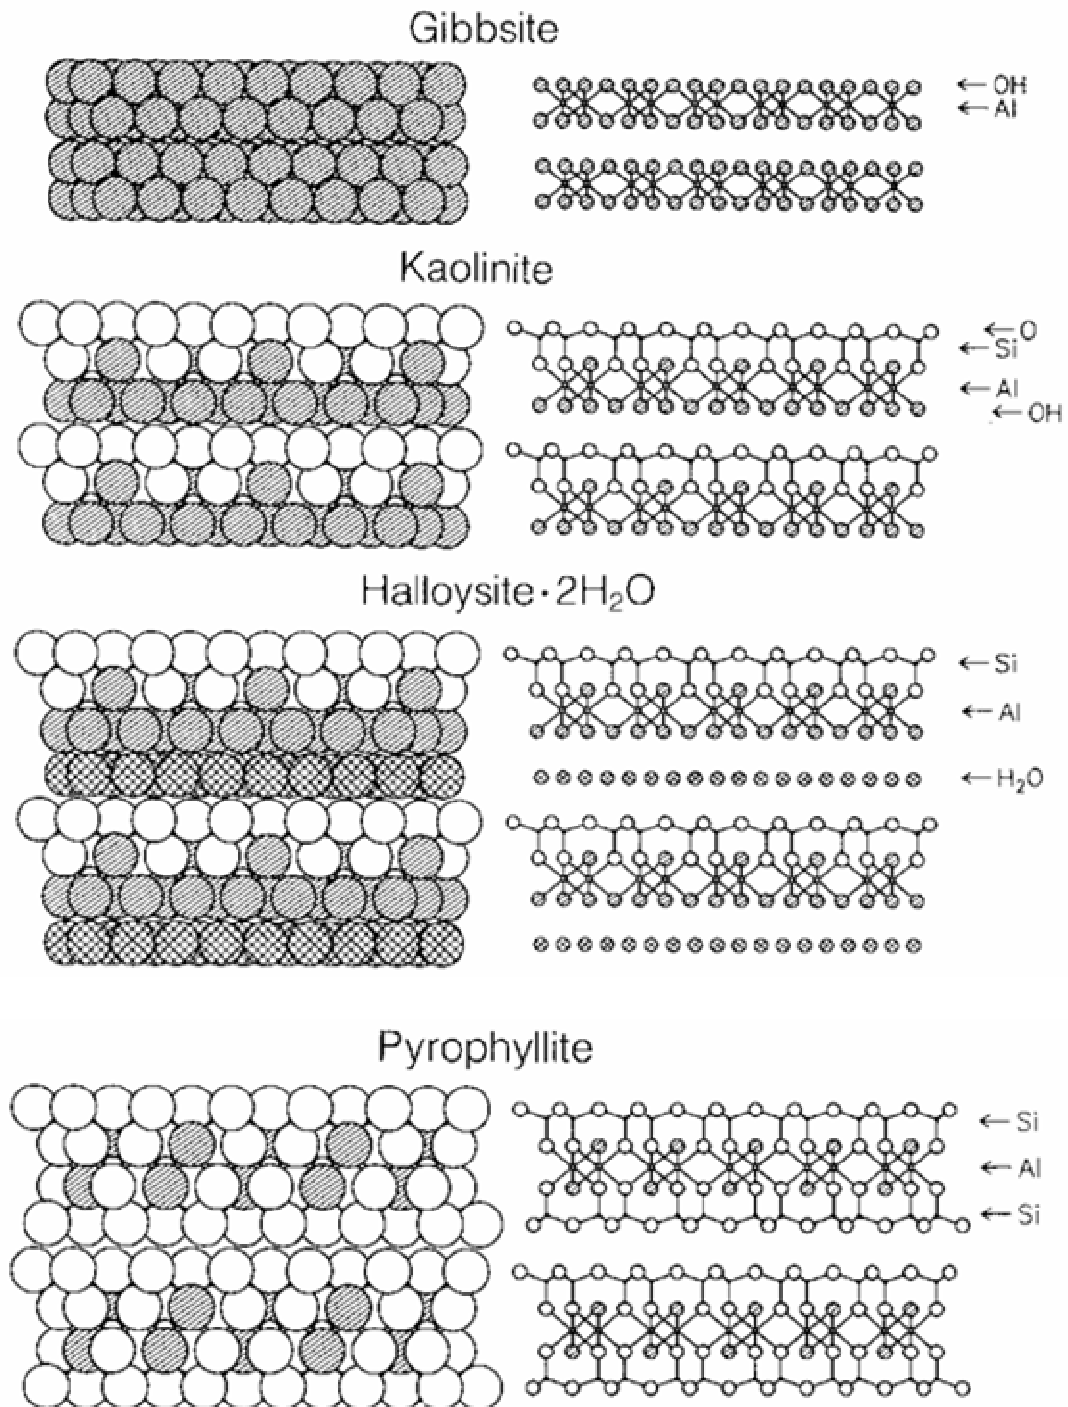 Gibbsite
← OH
← Al
Kaolinite
← O
← Si
← Al
← OH
Halloysite · 2H₂O
← Si
← Al
← H₂O
Pyrophyllite
← Si
← Al
← Si